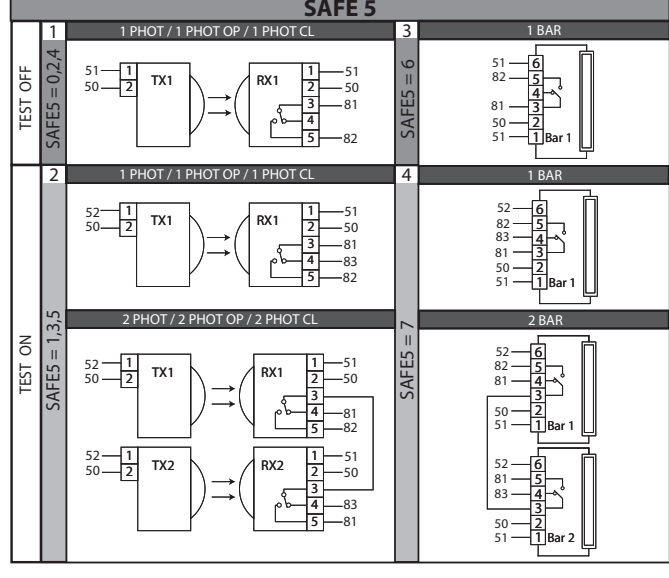 SAFE 5
TEST OFF
SAFE5 = 0,2,4
1 1 PHOT / 1 PHOT OP / 1 PHOT CL
51 1 TX1 RX1 1 51
50 2 2 50
3 81
4
5 82
3 1 BAR
SAFE5 = 6
51 6
82 5
4
81 3
50 2
51 1 Bar 1
TEST ON
SAFE5 = 1,3,5
2 1 PHOT / 1 PHOT OP / 1 PHOT CL
52 1 TX1 RX1 1 51
50 2 2 50
3 81
4 83
5 82
4 1 BAR
SAFE5 = 7
52 6
82 5
83 4
81 3
50 2
51 1 Bar 1
2 PHOT / 2 PHOT OP / 2 PHOT CL
52 1 TX1 RX1 1 51
50 2 2 50
3
4 81
5 82
52 1 TX2 RX2 1 51
50 2 2 50
3
4 83
5 81
2 BAR
52 6
82 5
81 4
3
50 2
51 1 Bar 1
52 6
81 5
83 4
3
50 2
51 1 Bar 2